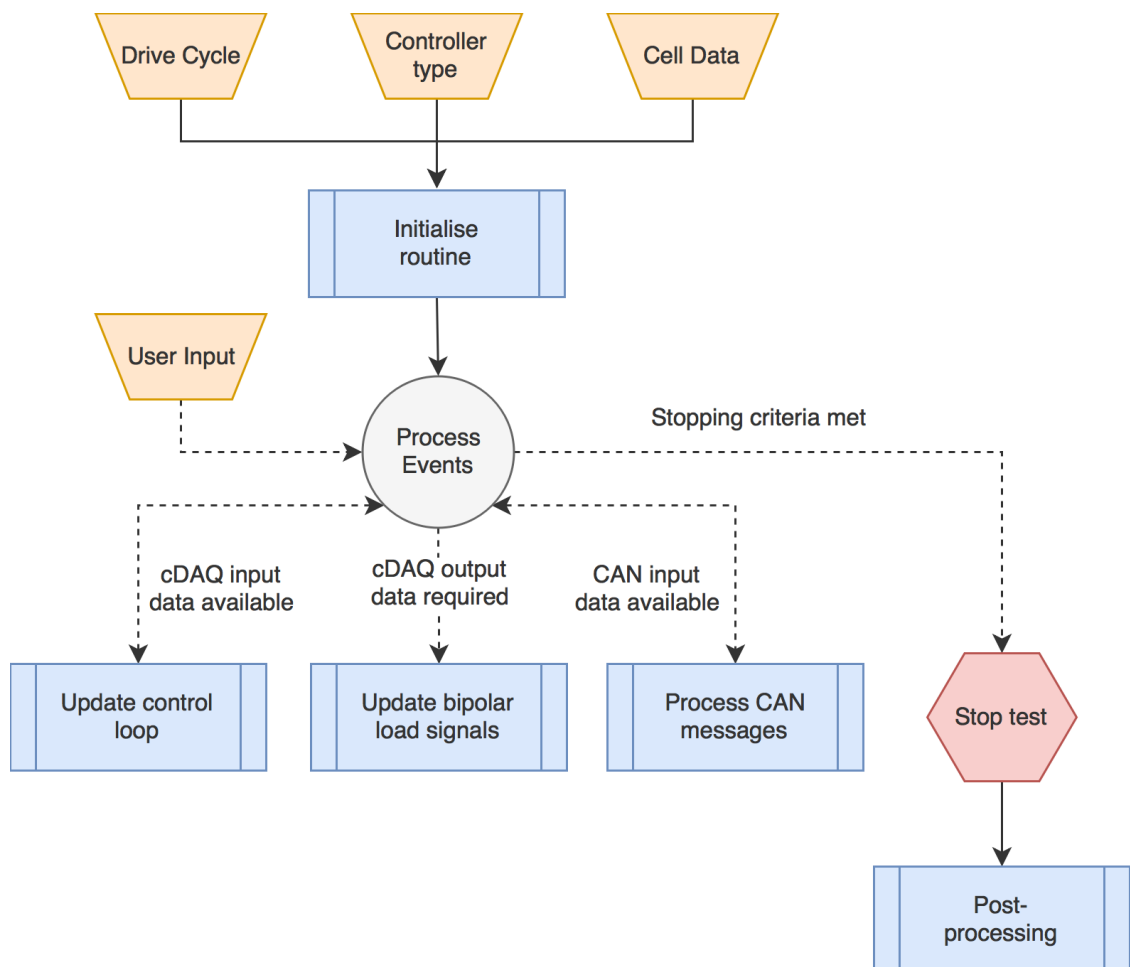 Drive Cycle
Controller
type
Cell Data
Initialise
routine
User Input
Process
Events
Stopping criteria met
cDAQ input
data available
cDAQ output
data required
CAN input
data available
Update control
loop
Update bipolar
load signals
Process CAN
messages
Stop test
Post-
processing